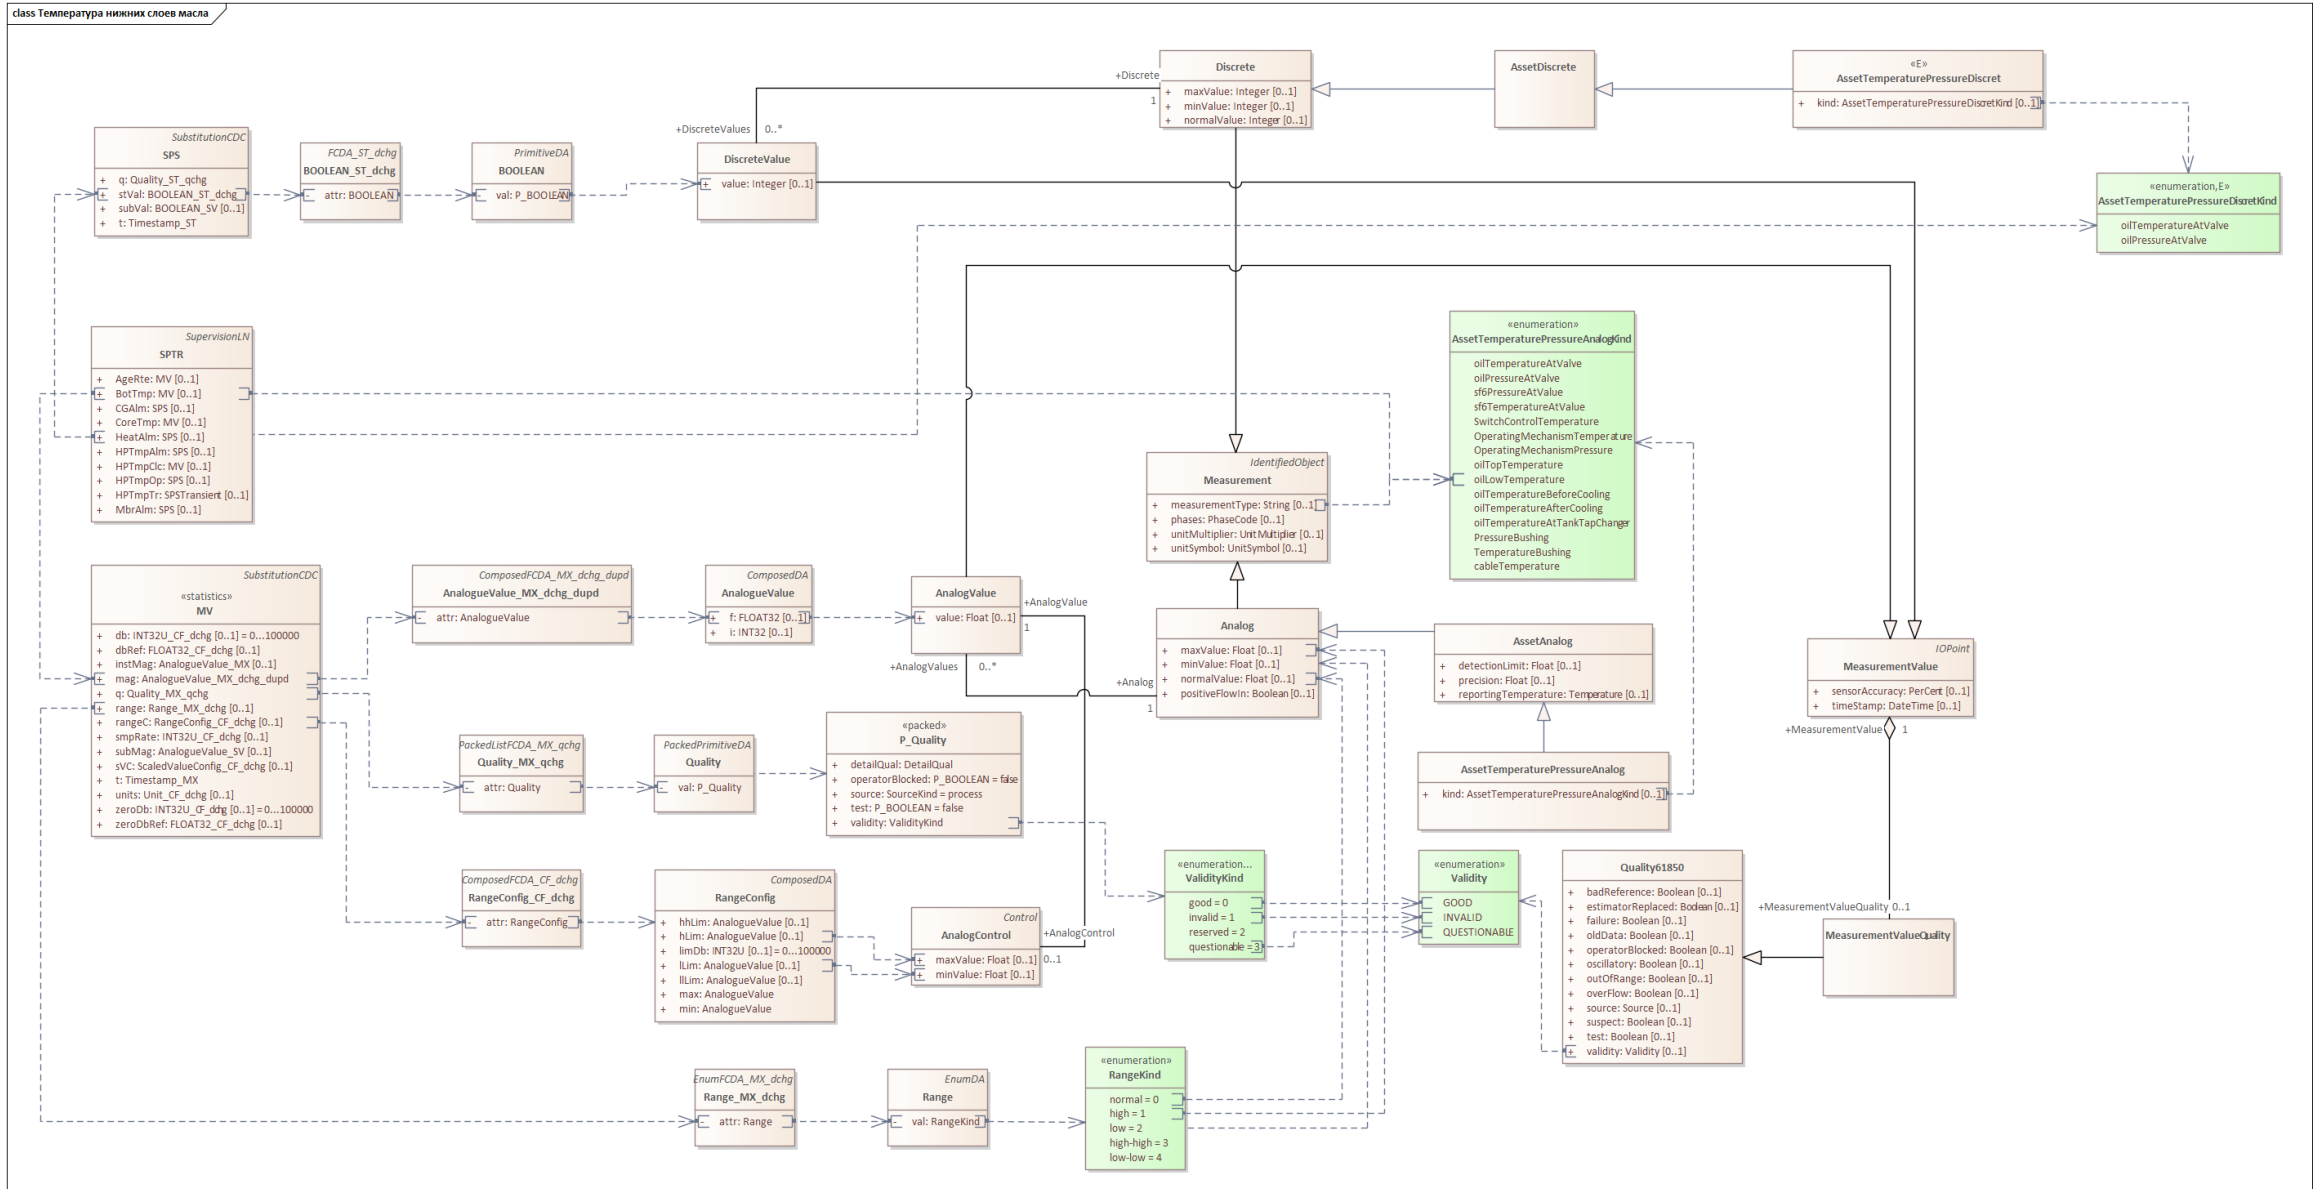 class Температура нижних слоев масла
Discrete
+ maxValue: Integer [0..1]
+ minValue: Integer [0..1]
+ normalValue: Integer [0..1]
+Discrete
1
AssetDiscrete
«E»
AssetTemperaturePressureDiscret
+ kind: AssetTemperaturePressureDiscretKind [0..1]
+DiscreteValues
0..*
SubstitutionCDC
SPS
+ q: Quality_ST_qchg
+ stVal: BOOLEAN_ST_dchg
+ subVal: BOOLEAN_SV [0..1]
+ t: Timestamp_ST
FCDA_ST_dchg
BOOLEAN_ST_dchg
- attr: BOOLEAN
PrimitiveDA
BOOLEAN
- val: P_BOOLEAN
DiscreteValue
+ value: Integer [0..1]
«enumeration,E»
AssetTemperaturePressureDiscretKind
oilTemperatureAtValve
oilPressureAtValve
SupervisionLN
SPTR
+ AgeRte: MV [0..1]
+ BotTmp: MV [0..1]
+ CGAlm: SPS [0..1]
+ CoreTmp: MV [0..1]
+ HeatAlm: SPS [0..1]
+ HPTmpAlm: SPS [0..1]
+ HPTmpClc: MV [0..1]
+ HPTmpOp: SPS [0..1]
+ HPTmpTr: SPSTransient [0..1]
+ MbrAlm: SPS [0..1]
«enumeration»
AssetTemperaturePressureAnalogKind
oilTemperatureAtValve
oilPressureAtValve
sf6PressureAtValue
sf6TemperatureAtValue
SwitchControlTemperature
OperatingMechanismTemperature
OperatingMechanismPressure
oilTopTemperature
oilLowTemperature
oilTemperatureBeforeCooling
oilTemperatureAfterCooling
oilTemperatureAtTankTapChanger
PressureBushing
TemperatureBushing
cableTemperature
IdentifiedObject
Measurement
+ measurementType: String [0..1]
+ phases: PhaseCode [0..1]
+ unitMultiplier: UnitMultiplier [0..1]
+ unitSymbol: UnitSymbol [0..1]
SubstitutionCDC
«statistics»
MV
+ db: INT32U_CF_dchg [0..1] = 0...100000
+ dbRef: FLOAT32_CF_dchg [0..1]
+ instMag: AnalogueValue_MX [0..1]
+ mag: AnalogueValue_MX_dchg_dupd
+ q: Quality_MX_qchg
+ range: Range_MX_dchg [0..1]
+ rangeC: RangeConfig_CF_dchg [0..1]
+ smpRate: INT32U_CF_dchg [0..1]
+ subMag: AnalogueValue_SV [0..1]
+ sVC: ScaledValueConfig_CF_dchg [0..1]
+ t: Timestamp_MX
+ units: Unit_CF_dchg [0..1]
+ zeroDb: INT32U_CF_dchg [0..1] = 0...100000
+ zeroDbRef: FLOAT32_CF_dchg [0..1]
ComposedFCDA_MX_dchg_dupd
AnalogueValue_MX_dchg_dupd
- attr: AnalogueValue
ComposedDA
AnalogueValue
+ f: FLOAT32 [0..1]
+ i: INT32 [0..1]
AnalogValue
+ value: Float [0..1]
+AnalogValue
1
+AnalogValues
0..*
+Analog
1
Analog
+ maxValue: Float [0..1]
+ minValue: Float [0..1]
+ normalValue: Float [0..1]
+ positiveFlowIn: Boolean [0..1]
AssetAnalog
+ detectionLimit: Float [0..1]
+ precision: Float [0..1]
+ reportingTemperature: Temperature [0..1]
IOPoint
MeasurementValue
+ sensorAccuracy: PerCent [0..1]
+ timeStamp: DateTime [0..1]
+MeasurementValue
1
PackedListFCDA_MX_qchg
Quality_MX_qchg
- attr: Quality
PackedPrimitiveDA
Quality
- val: P_Quality
«packed»
P_Quality
+ detailQual: DetailQual
+ operatorBlocked: P_BOOLEAN = false
+ source: SourceKind = process
+ test: P_BOOLEAN = false
+ validity: ValidityKind
AssetTemperaturePressureAnalog
+ kind: AssetTemperaturePressureAnalogKind [0..1]
ComposedFCDA_CF_dchg
RangeConfig_CF_dchg
- attr: RangeConfig
ComposedDA
RangeConfig
+ hhLim: AnalogueValue [0..1]
+ hLim: AnalogueValue [0..1]
+ limDb: INT32U [0..1] = 0...100000
+ lLim: AnalogueValue [0..1]
+ llLim: AnalogueValue [0..1]
+ max: AnalogueValue
+ min: AnalogueValue
Control
AnalogControl
+ maxValue: Float [0..1]
+ minValue: Float [0..1]
+AnalogControl
0..1
«enumeration...
ValidityKind
good = 0
invalid = 1
reserved = 2
questionable = 3
«enumeration»
Validity
GOOD
INVALID
QUESTIONABLE
Quality61850
+ badReference: Boolean [0..1]
+ estimatorReplaced: Boolean [0..1]
+ failure: Boolean [0..1]
+ oldData: Boolean [0..1]
+ operatorBlocked: Boolean [0..1]
+ oscillatory: Boolean [0..1]
+ outOfRange: Boolean [0..1]
+ overFlow: Boolean [0..1]
+ source: Source [0..1]
+ suspect: Boolean [0..1]
+ test: Boolean [0..1]
+ validity: Validity [0..1]
+MeasurementValueQuality 0..1
MeasurementValueQuality
EnumFCDA_MX_dchg
Range_MX_dchg
- attr: Range
EnumDA
Range
- val: RangeKind
«enumeration»
RangeKind
normal = 0
high = 1
low = 2
high-high = 3
low-low = 4